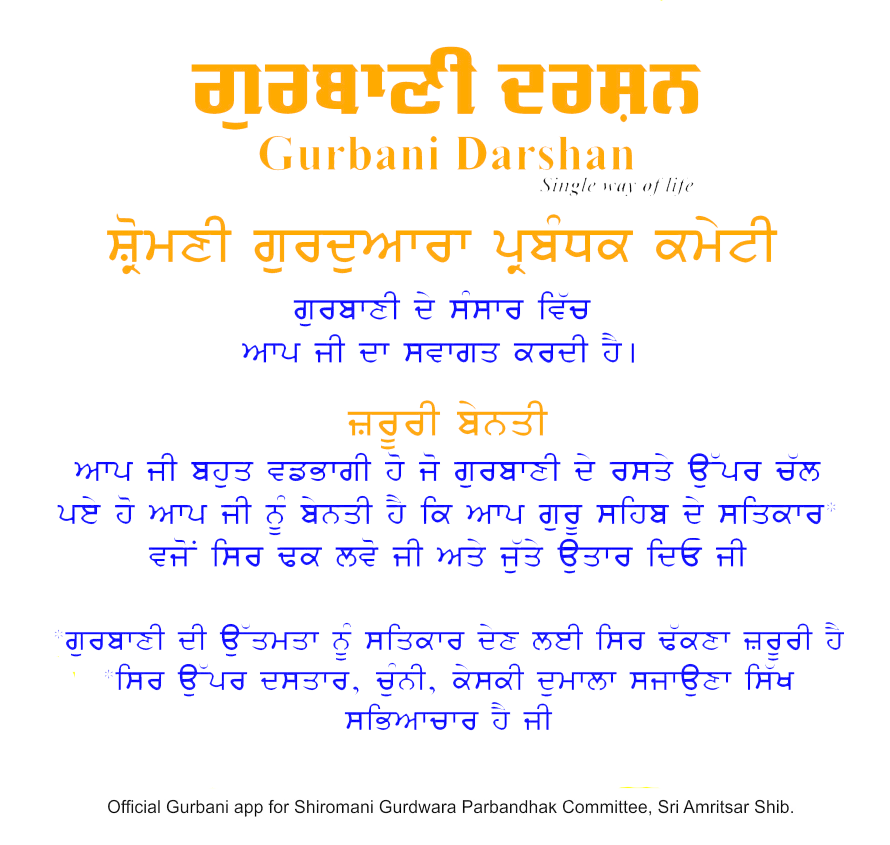 ਗੁਰਬਾਣੀ ਦਰਸ਼ਨ
Gurbani Darshan
Single way of life
ਸ਼੍ਰੋਮਣੀ ਗੁਰਦੁਆਰਾ ਪ੍ਰਬੰਧਕ ਕਮੇਟੀ
ਗੁਰਬਾਣੀ ਦੇ ਸੰਸਾਰ ਵਿੱਚ
ਆਪ ਜੀ ਦਾ ਸਵਾਗਤ ਕਰਦੀ ਹੈ।
ਜ਼ਰੂਰੀ ਬੇਨਤੀ
ਆਪ ਜੀ ਬਹੁਤ ਵਡਭਾਗੀ ਹੋ ਜੋ ਗੁਰਬਾਣੀ ਦੇ ਰਸਤੇ ਉੱਪਰ ਚੱਲ
ਪਏ ਹੋ ਆਪ ਜੀ ਨੂੰ ਬੇਨਤੀ ਹੈ ਕਿ ਆਪ ਗੁਰੂ ਸਹਿਬ ਦੇ ਸਤਿਕਾਰ
ਵਜੋਂ ਸਿਰ ਢਕ ਲਵੋ ਜੀ ਅਤੇ ਜੁੱਤੇ ਉਤਾਰ ਦਿਓ ਜੀ
ਗੁਰਬਾਣੀ ਦੀ ਉੱਤਮਤਾ ਨੂੰ ਸਤਿਕਾਰ ਦੇਣ ਲਈ ਸਿਰ ਢੱਕਣਾ ਜ਼ਰੂਰੀ ਹੈ
ਸਿਰ ਉੱਪਰ ਦਸਤਾਰ, ਚੁੰਨੀ, ਕੇਸਕੀ ਦੁਮਾਲਾ ਸਜਾਉਣਾ ਸਿੱਖ
ਸਭਿਆਚਾਰ ਹੈ ਜੀ
Official Gurbani app for Shiromani Gurdwara Parbandhak Committee, Sri Amritsar Shib.